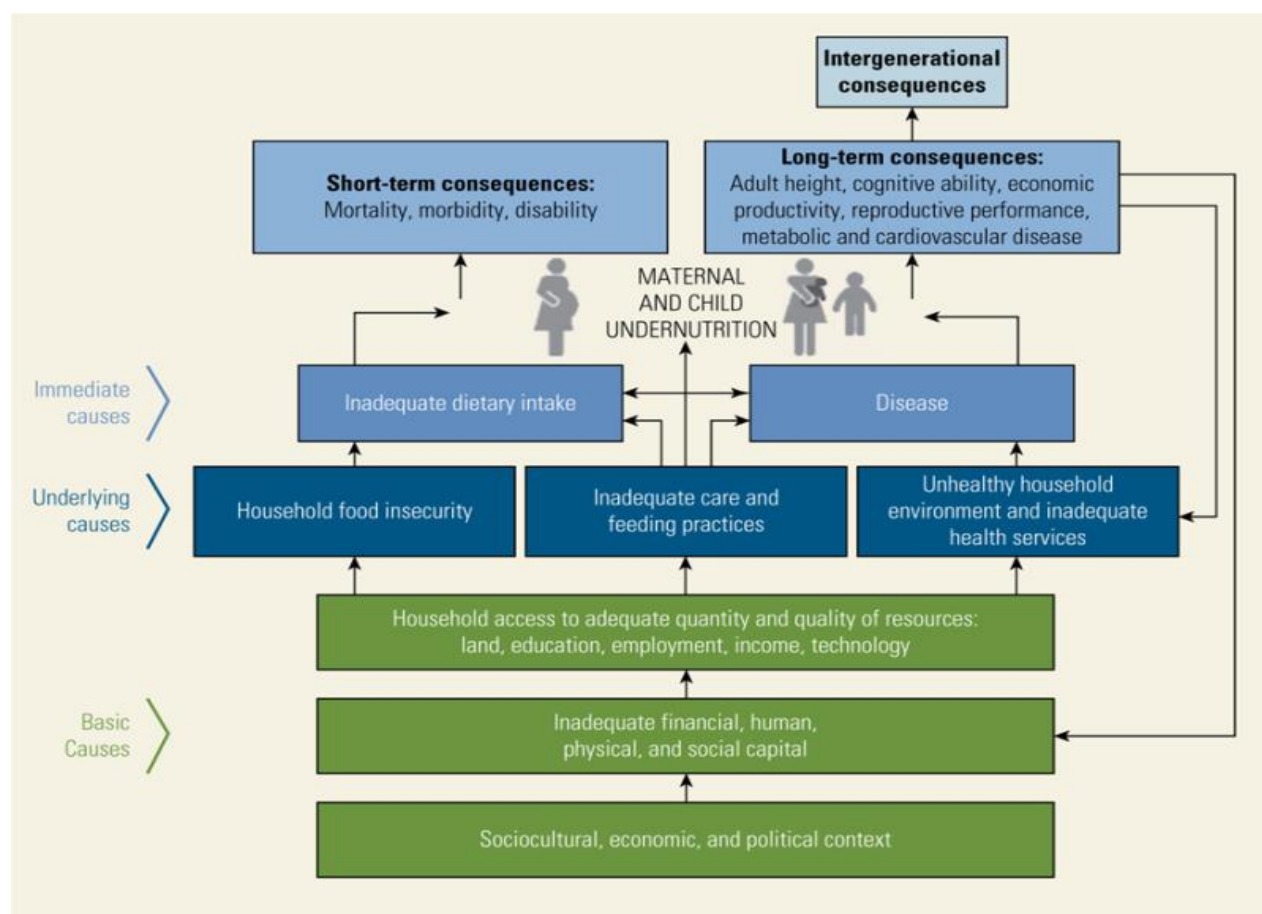 Intergenerational
consequences
Short-term consequences:
Mortality, morbidity, disability
Long-term consequences:
Adult height, cognitive ability, economic
productivity, reproductive performance,
metabolic and cardiovascular disease
MATERNAL
AND CHILD
UNDERNUTRITION
Immediate
causes
Inadequate dietary intake
Disease
Underlying
causes
Household food insecurity
Inadequate care and
feeding practices
Unhealthy household
environment and inadequate
health services
Household access to adequate quantity and quality of resources:
land, education, employment, income, technology
Basic
Causes
Inadequate financial, human,
physical, and social capital
Sociocultural, economic, and political context